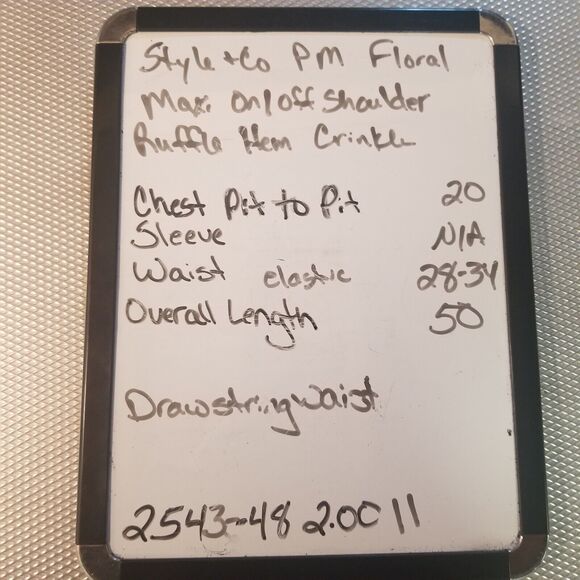 Style + Co PM Floral
Maxi on/off shoulder
Ruffle Hem Crinkle
Chest Pit to Pit 20
Sleeve N/A
Waist elastic 28-34
Overall Length 50
Drawstring waist
2543-48 2.0C 11